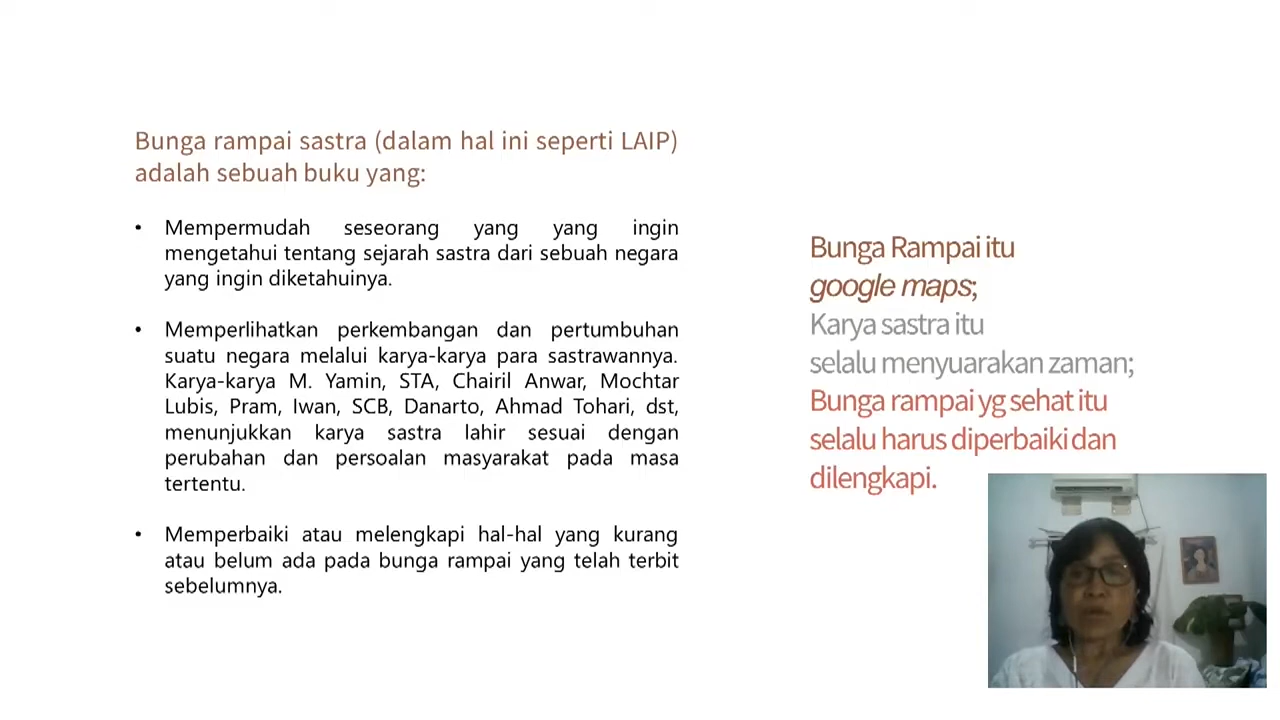 Bunga rampai sastra (dalam hal ini seperti LAIP)
adalah sebuah buku yang:
• Mempermudah seseorang yang yang ingin
mengetahui tentang sejarah sastra dari sebuah negara
yang ingin diketahuinya.
• Memperlihatkan perkembangan dan pertumbuhan
suatu negara melalui karya-karya para sastrawannya.
Karya-karya M. Yamin, STA, Chairil Anwar, Mochtar
Lubis, Pram, Iwan, SCB, Danarto, Ahmad Tohari, dst,
menunjukkan karya sastra lahir sesuai dengan
perubahan dan persoalan masyarakat pada masa
tertentu.
• Memperbaiki atau melengkapi hal-hal yang kurang
atau belum ada pada bunga rampai yang telah terbit
sebelumnya.
Bunga Rampai itu
google maps;
Karya sastra itu
selalu menyuarakan zaman;
Bunga rampai yg sehat itu
selalu harus diperbaiki dan
dilengkapi.